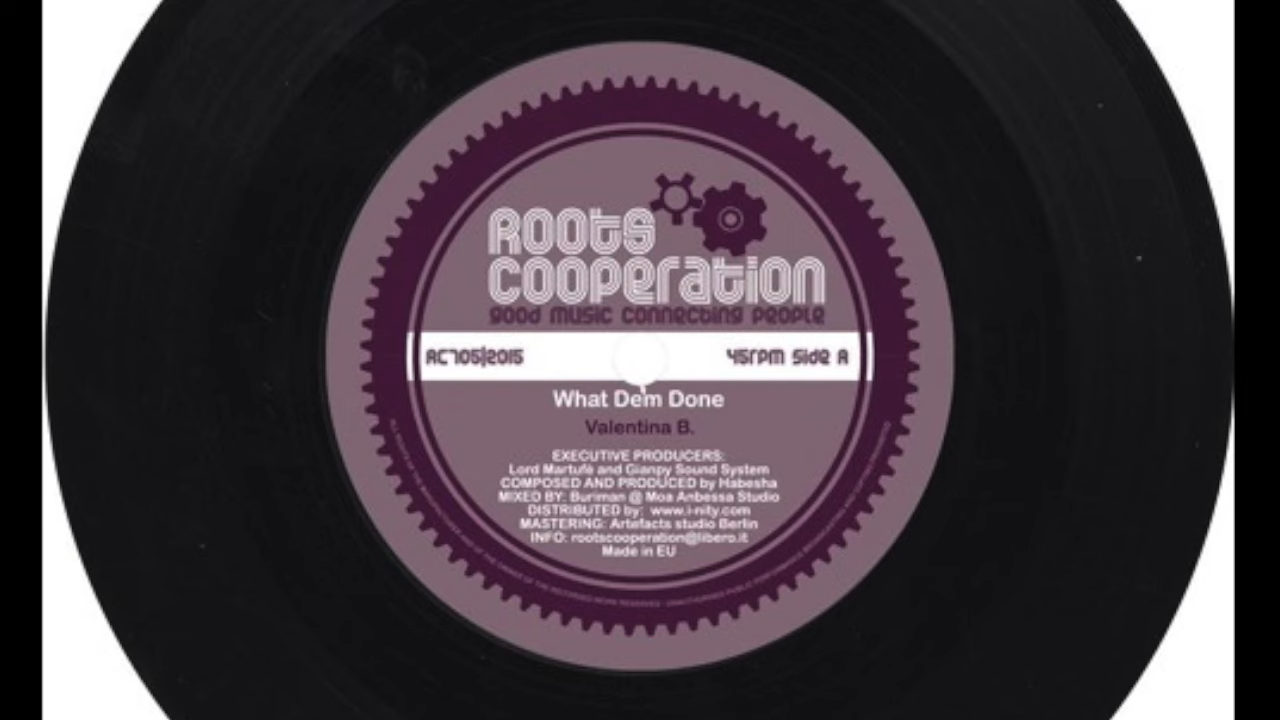 ROOTS
COOPERATION
good music connecting people
RC705|2015
45rpm Side A
What Dem Done
Valentina B.
EXECUTIVE PRODUCERS:
Lord Martufè and Gianpy Sound System
COMPOSED AND PRODUCED by Habesha
MIXED BY: Buriman @ Moa Anbessa Studio
DISTRIBUTED by: www.i-nity.com
MASTERING: Artefacts studio Berlin
INFO: rootscooperation@libero.it
Made in EU